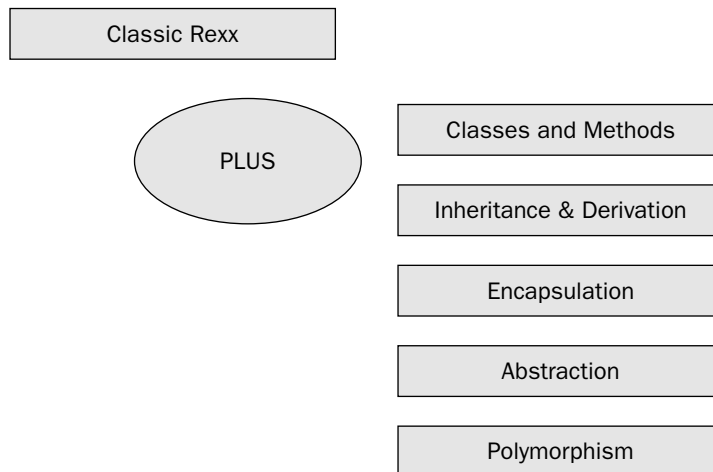 Classic Rexx
PLUS
Classes and Methods
Inheritance & Derivation
Encapsulation
Abstraction
Polymorphism